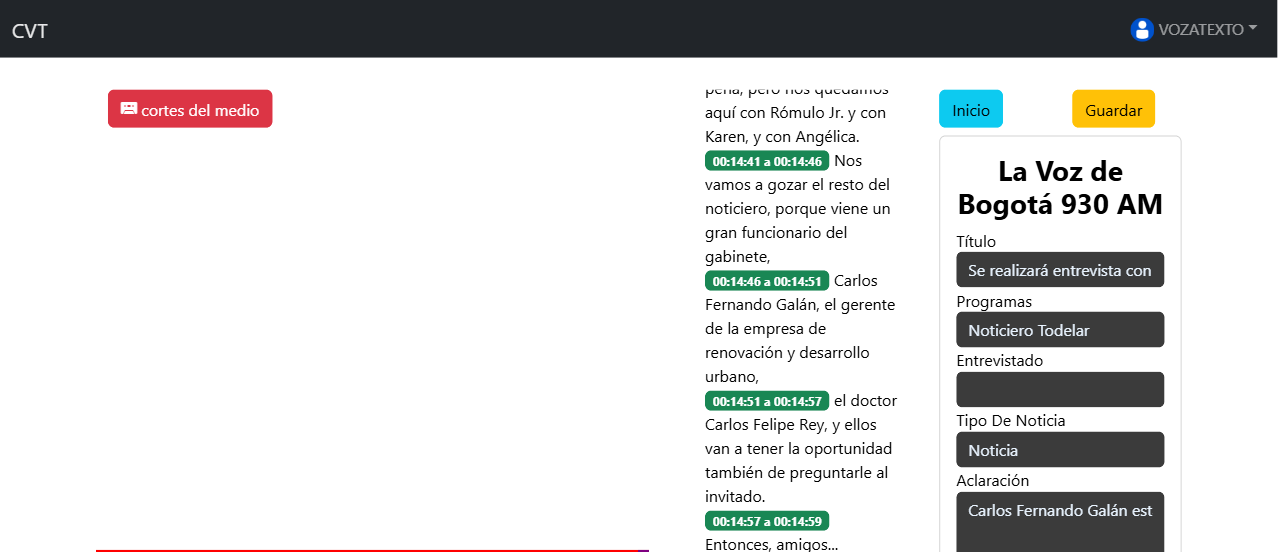 CVT
VOZATEXTO
cortes del medio
pena, pero nos quedamos
aquí con Rómulo Jr. y con
Karen, y con Angélica.
00:14:41 a 00:14:46 Nos
vamos a gozar el resto del
noticiero, porque viene un
gran funcionario del
gabinete,
00:14:46 a 00:14:51 Carlos
Fernando Galán, el gerente
de la empresa de
renovación y desarrollo
urbano,
00:14:51 a 00:14:57 el doctor
Carlos Felipe Rey, y ellos
van a tener la oportunidad
también de preguntarle al
invitado.
00:14:57 a 00:14:59
Entonces, amigos...
Inicio
Guardar
La Voz de
Bogotá 930 AM
Título
Se realizará entrevista con
Programas
Noticiero Todelar
Entrevistado
Tipo De Noticia
Noticia
Aclaración
Carlos Fernando Galán est